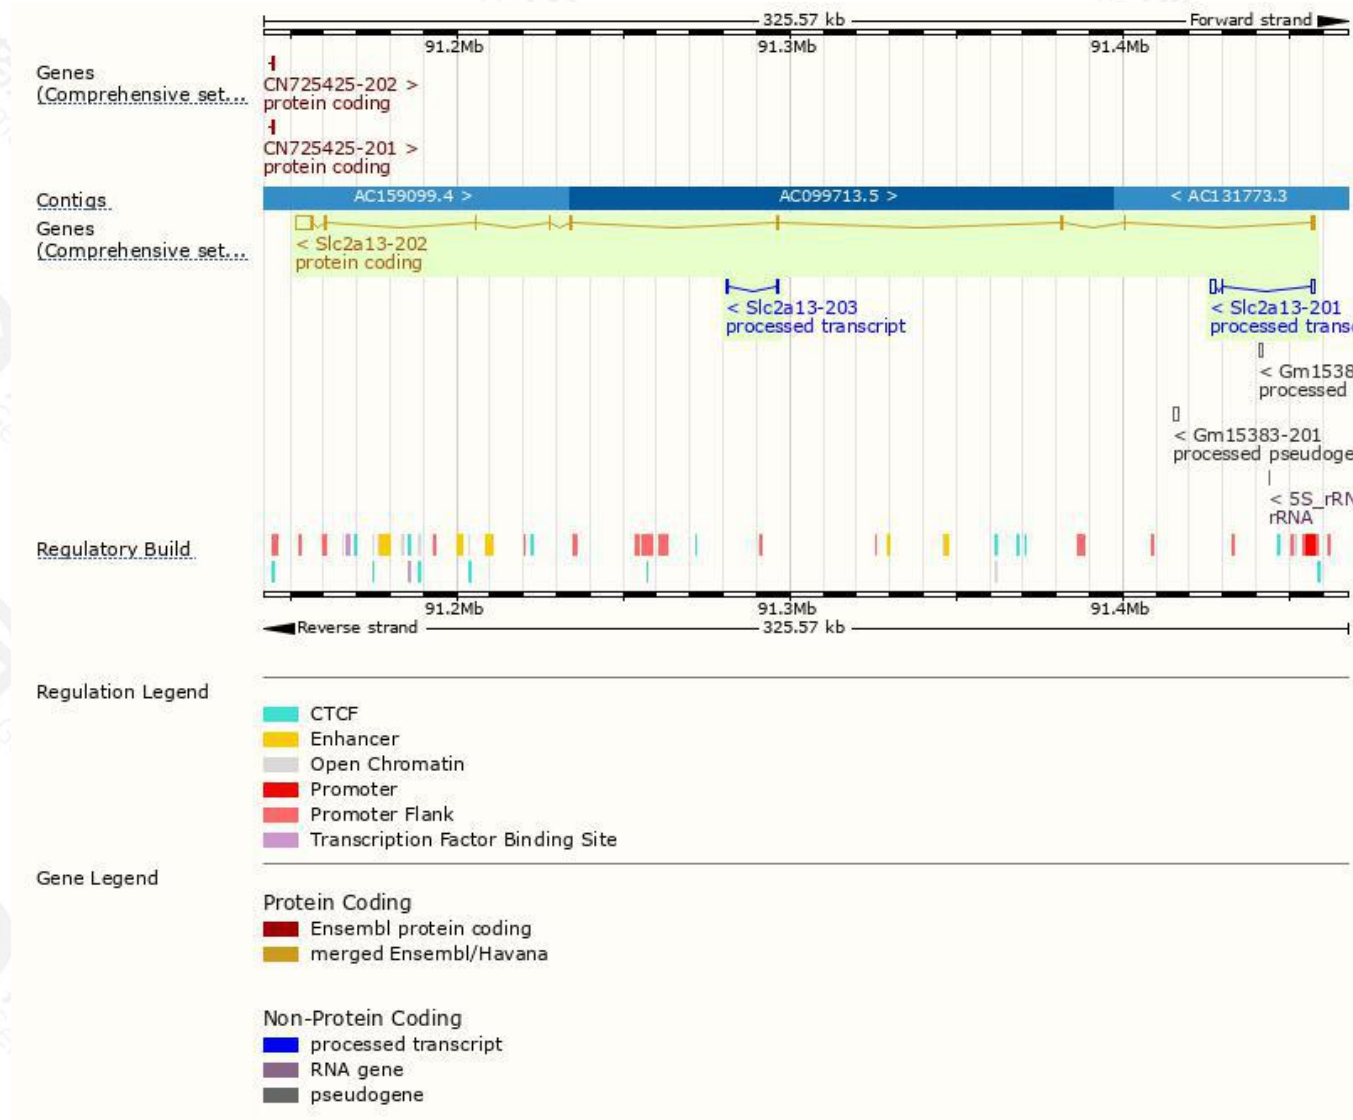 325.57 kb Forward strand
91.2Mb 91.3Mb 91.4Mb
Genes
(Comprehensive set...
CN725425-202 >
protein coding
CN725425-201 >
protein coding
Contigs AC159099.4 > AC099713.5 > < AC131773.3
Genes
(Comprehensive set...
< Slc2a13-202
protein coding
< Slc2a13-203 < Slc2a13-201
processed transcript processed transc
< Gm1538
processed
< Gm15383-201
processed pseudoge
< 5S_rRN
rRNA
Regulatory Build
91.2Mb 91.3Mb 91.4Mb
Reverse strand 325.57 kb
Regulation Legend
CTCF
Enhancer
Open Chromatin
Promoter
Promoter Flank
Transcription Factor Binding Site
Gene Legend
Protein Coding
Ensembl protein coding
merged Ensembl/Havana
Non-Protein Coding
processed transcript
RNA gene
pseudogene